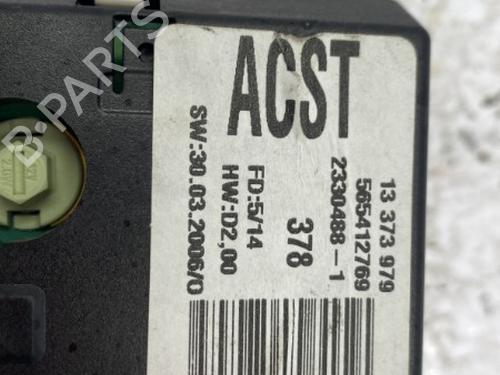 ACST
13 373 979
565412769
2330488-1
378
FD:5/14
HW:D2,00
SW:30.03.2006/0
B-PARTS